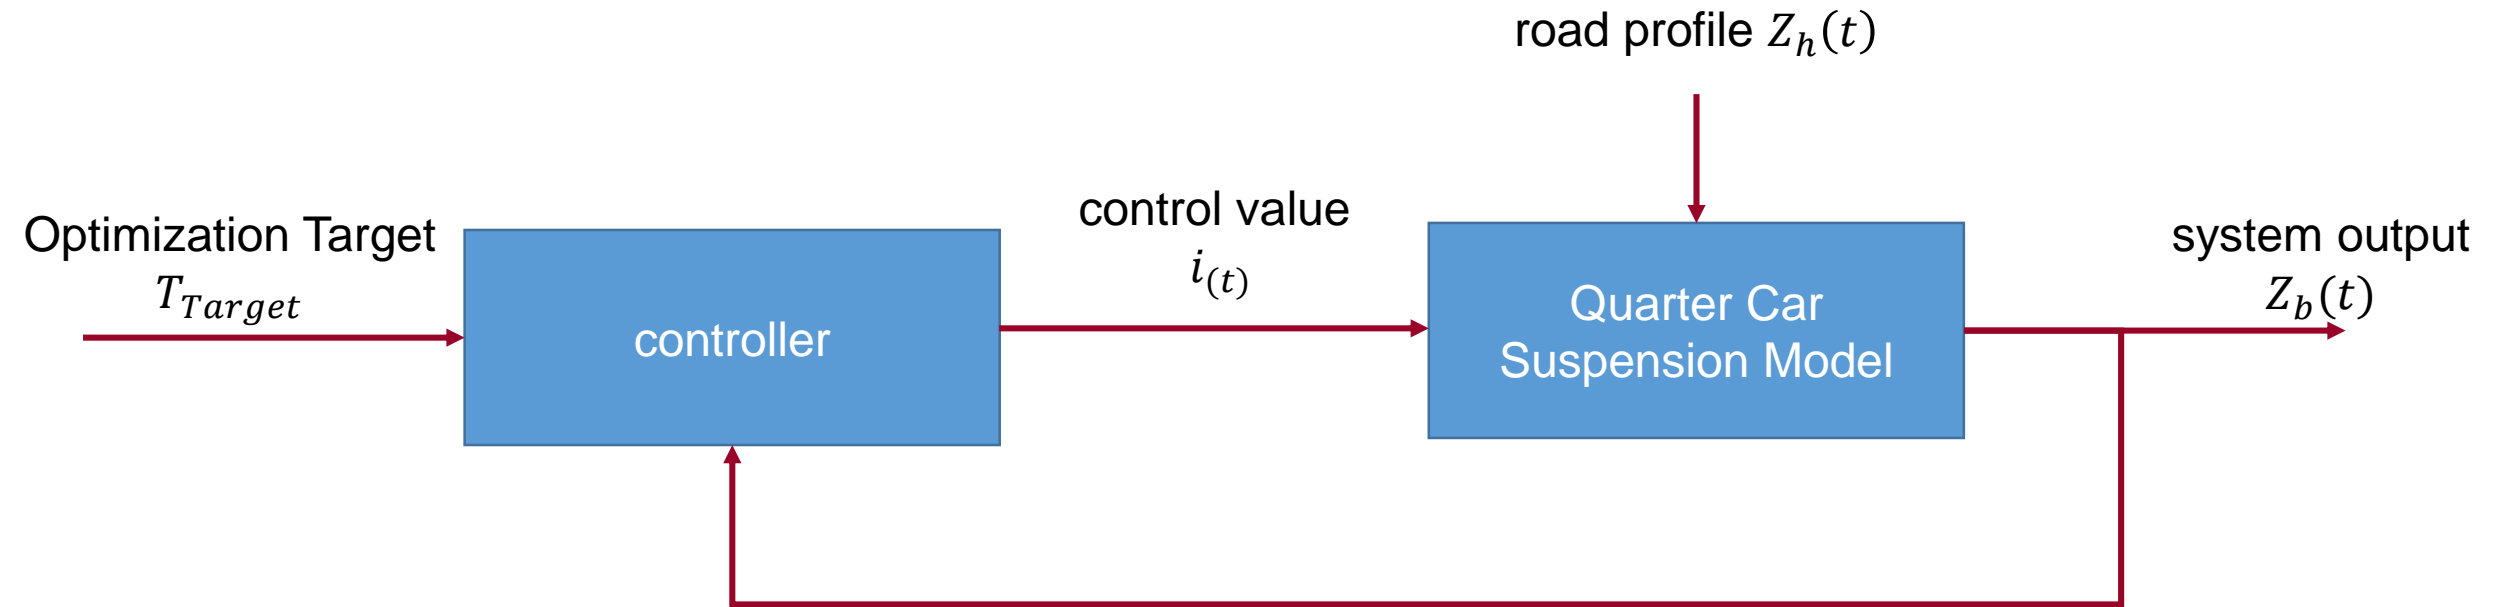 road profile Z_h(t)
Optimization Target
T_Target
controller
control value
i_(t)
Quarter Car
Suspension Model
system output
Z_b(t)